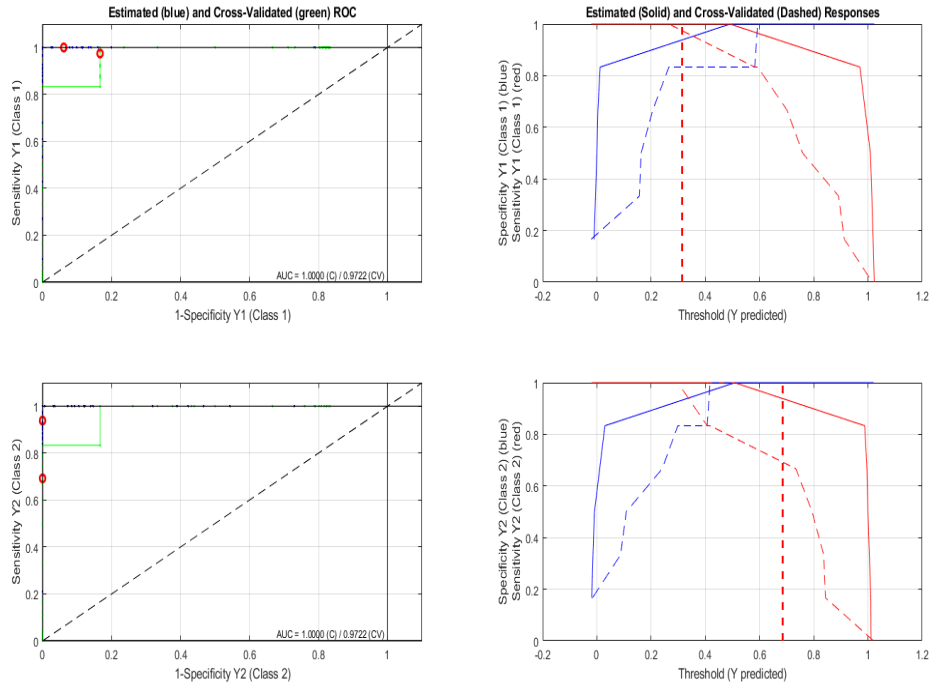 Estimated (blue) and Cross-Validated (green) ROC
Sensitivity Y1 (Class 1)
1
0.8
0.6
0.4
0.2
0
AUC = 1.0000 (C) / 0.9722 (CV)
0 0.2 0.4 0.6 0.8 1
1-Specificity Y1 (Class 1)
Estimated (Solid) and Cross-Validated (Dashed) Responses
Specificity Y1 (Class 1) (blue)
Sensitivity Y1 (Class 1) (red)
1
0.8
0.6
0.4
0.2
0
-0.2 0 0.2 0.4 0.6 0.8 1 1.2
Threshold (Y predicted)
Sensitivity Y2 (Class 2)
1
0.8
0.6
0.4
0.2
0
AUC = 1.0000 (C) / 0.9722 (CV)
0 0.2 0.4 0.6 0.8 1
1-Specificity Y2 (Class 2)
Specificity Y2 (Class 2) (blue)
Sensitivity Y2 (Class 2) (red)
1
0.8
0.6
0.4
0.2
0
-0.2 0 0.2 0.4 0.6 0.8 1 1.2
Threshold (Y predicted)